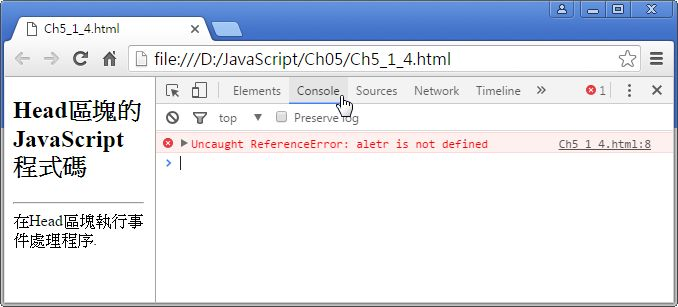 Ch5_1_4.html
file:///D:/JavaScript/Ch05/Ch5_1_4.html
Head區塊的
JavaScript
程式碼
在Head區塊執行事
件處理程序.
Elements Console Sources Network Timeline » 1
top Preserve log
Uncaught ReferenceError: aletr is not defined Ch5_1_4.html:8
>